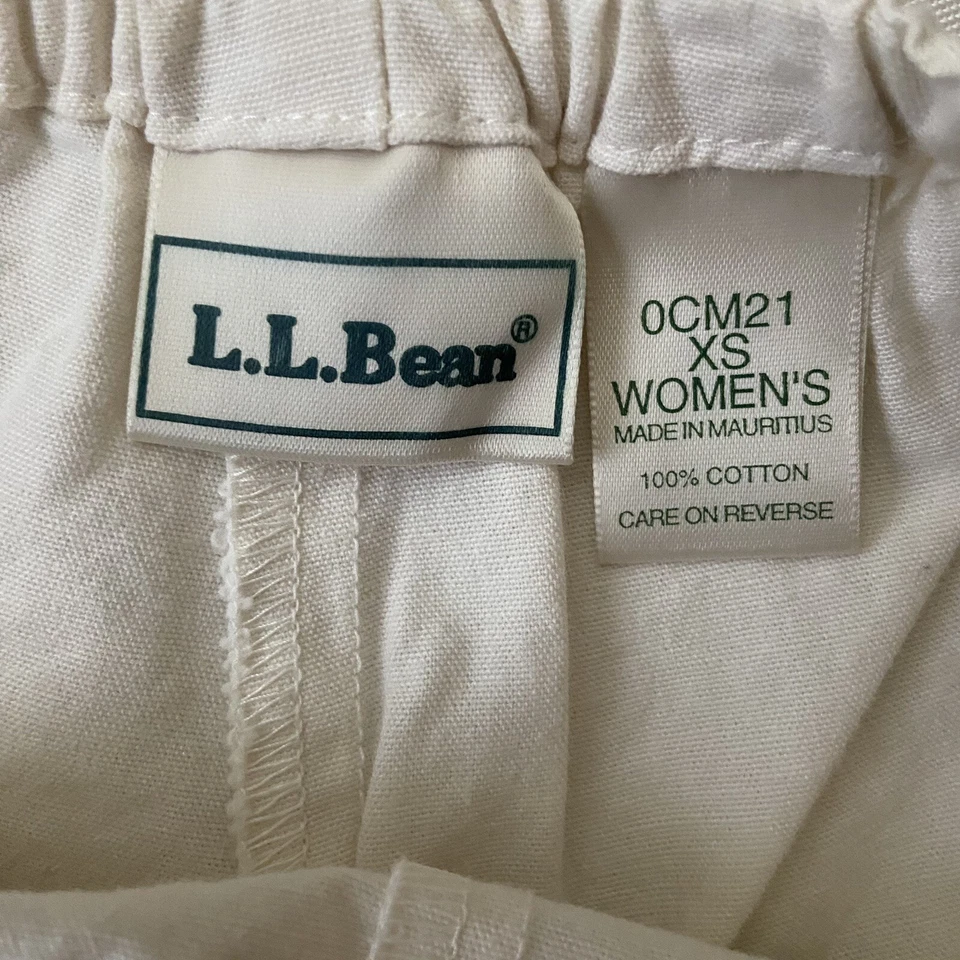 L.L.Bean®
0CM21
XS
WOMEN'S
MADE IN MAURITIUS
100% COTTON
CARE ON REVERSE